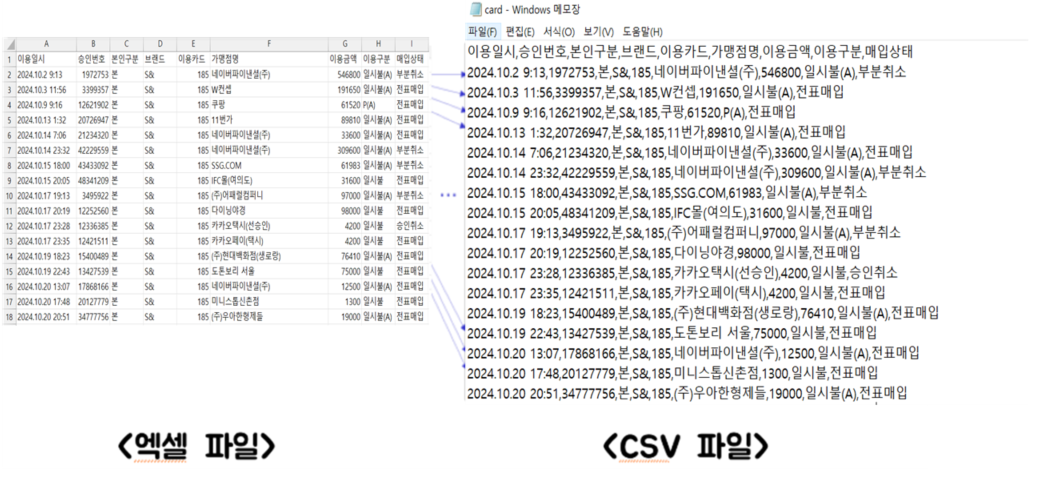 A B C D E F G H I
1 이용일시 승인번호 본인구분 브랜드 이용카드 가맹점명 이용금액 이용구분 매입상태
2 2024.10.2 9:13 1972753 본 S& 185 네이버파이낸셜(주) 546800 일시불(A) 부분취소
3 2024.10.3 11:56 3399357 본 S& 185 W컨셉 191650 일시불(A) 전표매입
4 2024.10.9 9:16 12621902 본 S& 185 쿠팡 61520 P(A) 전표매입
5 2024.10.13 1:32 20726947 본 S& 185 11번가 89810 일시불(A) 전표매입
6 2024.10.14 7:06 21234320 본 S& 185 네이버파이낸셜(주) 33600 일시불(A) 전표매입
7 2024.10.14 23:32 42229559 본 S& 185 네이버파이낸셜(주) 309600 일시불(A) 부분취소
8 2024.10.15 18:00 43433092 본 S& 185 SSG.COM 61983 일시불(A) 부분취소
9 2024.10.15 20:05 48341209 본 S& 185 IFC몰(여의도) 31600 일시불 전표매입
10 2024.10.17 19:13 3495922 본 S& 185 (주)어패럴컴퍼니 97000 일시불(A) 부분취소
11 2024.10.17 20:19 12252560 본 S& 185 다이닝야경 98000 일시불 전표매입
12 2024.10.17 23:28 12336385 본 S& 185 카카오택시(선승인) 4200 일시불 승인취소
13 2024.10.17 23:35 12421511 본 S& 185 카카오페이(택시) 4200 일시불 전표매입
14 2024.10.19 18:23 15400489 본 S& 185 (주)현대백화점(생로랑) 76410 일시불(A) 전표매입
15 2024.10.19 22:43 13427539 본 S& 185 도톤보리 서울 75000 일시불 전표매입
16 2024.10.20 13:07 17868166 본 S& 185 네이버파이낸셜(주) 12500 일시불(A) 전표매입
17 2024.10.20 17:48 20127779 본 S& 185 미니스톱신촌점 1300 일시불 전표매입
18 2024.10.20 20:51 34777756 본 S& 185 (주)우아한형제들 19000 일시불(A) 전표매입
<엑셀 파일>
card - Windows 메모장
파일(F) 편집(E) 서식(O) 보기(V) 도움말(H)
이용일시,승인번호,본인구분,브랜드,이용카드,가맹점명,이용금액,이용구분,매입상태
2024.10.2 9:13,1972753,본,S&,185,네이버파이낸셜(주),546800,일시불(A),부분취소
2024.10.3 11:56,3399357,본,S&,185,W컨셉,191650,일시불(A),전표매입
2024.10.9 9:16,12621902,본,S&,185,쿠팡,61520,P(A),전표매입
2024.10.13 1:32,20726947,본,S&,185,11번가,89810,일시불(A),전표매입
2024.10.14 7:06,21234320,본,S&,185,네이버파이낸셜(주),33600,일시불(A),전표매입
2024.10.14 23:32,42229559,본,S&,185,네이버파이낸셜(주),309600,일시불(A),부분취소
2024.10.15 18:00,43433092,본,S&,185,SSG.COM,61983,일시불(A),부분취소
2024.10.15 20:05,48341209,본,S&,185,IFC몰(여의도),31600,일시불,전표매입
2024.10.17 19:13,3495922,본,S&,185,(주)어패럴컴퍼니,97000,일시불(A),부분취소
2024.10.17 20:19,12252560,본,S&,185,다이닝야경,98000,일시불,전표매입
2024.10.17 23:28,12336385,본,S&,185,카카오택시(선승인),4200,일시불,승인취소
2024.10.17 23:35,12421511,본,S&,185,카카오페이(택시),4200,일시불,전표매입
2024.10.19 18:23,15400489,본,S&,185,(주)현대백화점(생로랑),76410,일시불(A),전표매입
2024.10.19 22:43,13427539,본,S&,185,도톤보리 서울,75000,일시불,전표매입
2024.10.20 13:07,17868166,본,S&,185,네이버파이낸셜(주),12500,일시불(A),전표매입
2024.10.20 17:48,20127779,본,S&,185,미니스톱신촌점,1300,일시불,전표매입
2024.10.20 20:51,34777756,본,S&,185,(주)우아한형제들,19000,일시불(A),전표매입
<CSV 파일>